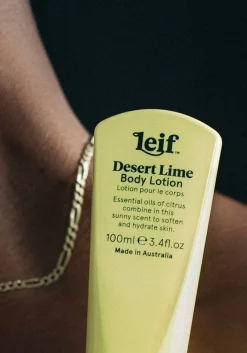 leif™
Desert Lime
Body Lotion
Lotion pour le corps
Essential oils of citrus
combine in this
sunny scent to soften
and hydrate skin.
100ml ℮ 3.4fl.oz
Made in Australia